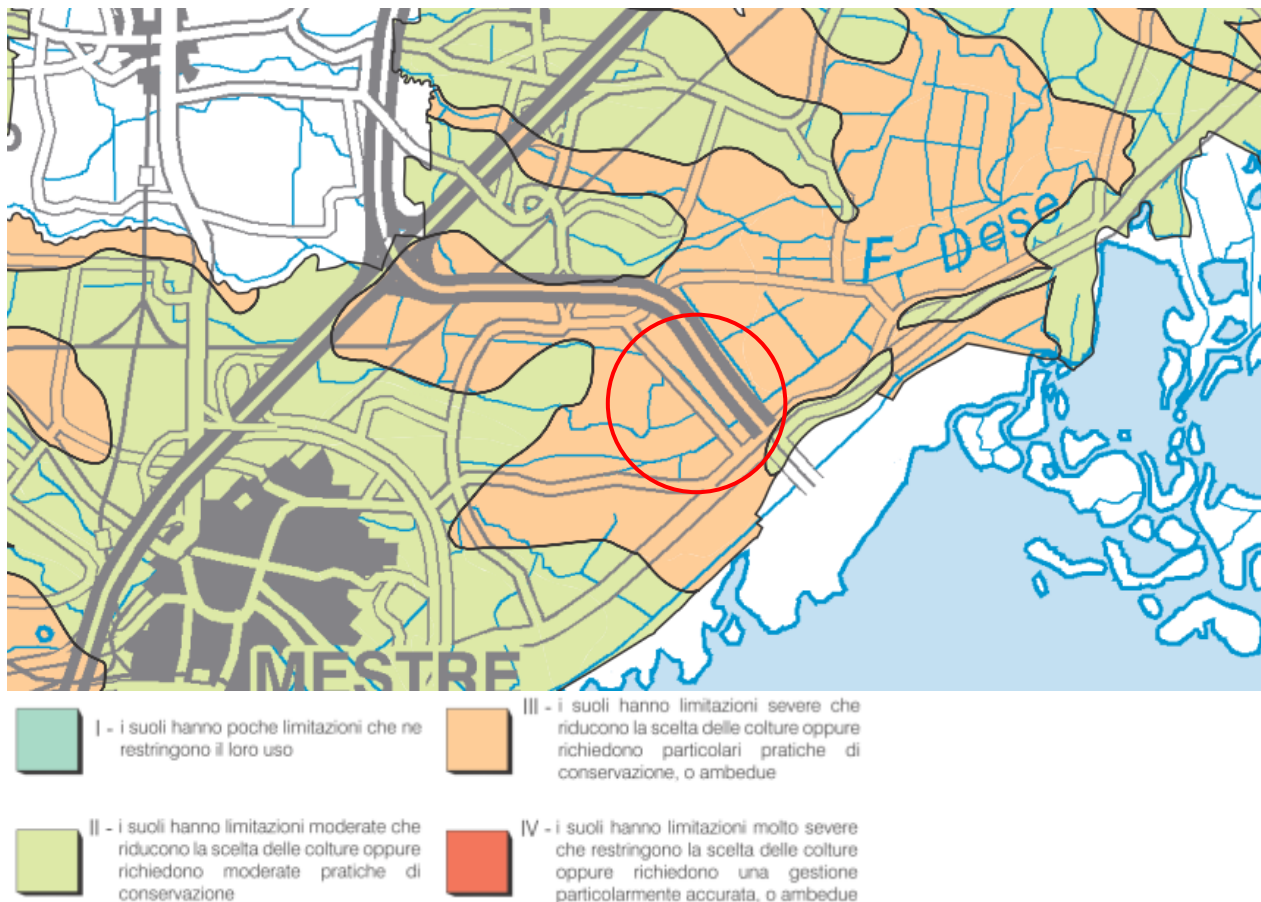 F Dese
MESTRE
I - i suoli hanno poche limitazioni che ne
restringono il loro uso
II - i suoli hanno limitazioni moderate che
riducono la scelta delle colture oppure
richiedono moderate pratiche di
conservazione
III - i suoli hanno limitazioni severe che
riducono la scelta delle colture oppure
richiedono particolari pratiche di
conservazione, o ambedue
IV - i suoli hanno limitazioni molto severe
che restringono la scelta delle colture
oppure richiedono una gestione
particolarmente accurata, o ambedue